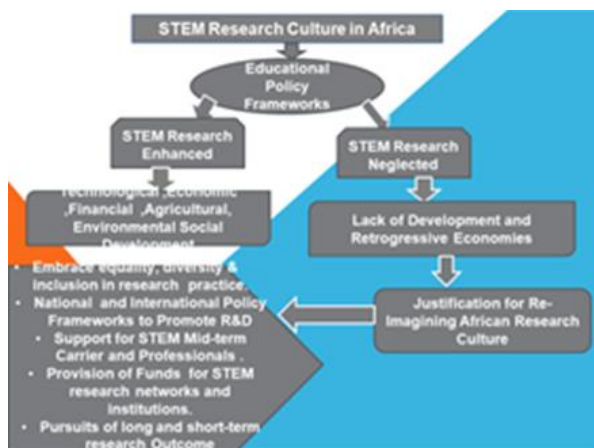 STEM Research Culture in Africa
Educational
Policy
Frameworks
STEM Research
Enhanced
STEM Research
Neglected
Technological ,Economic
,Financial ,Agricultural,
Environmental Social
Development
Lack of Development and
Retrogressive Economies
• Embrace equality, diversity &
inclusion in research practice.
• National and International Policy
Frameworks to Promote R&D
• Support for STEM Mid-term
Carrier and Professionals .
• Provision of Funds for STEM
research networks and
institutions.
• Pursuits of long and short-term
research Outcome
Justification for Re-
Imagining African Research
Culture